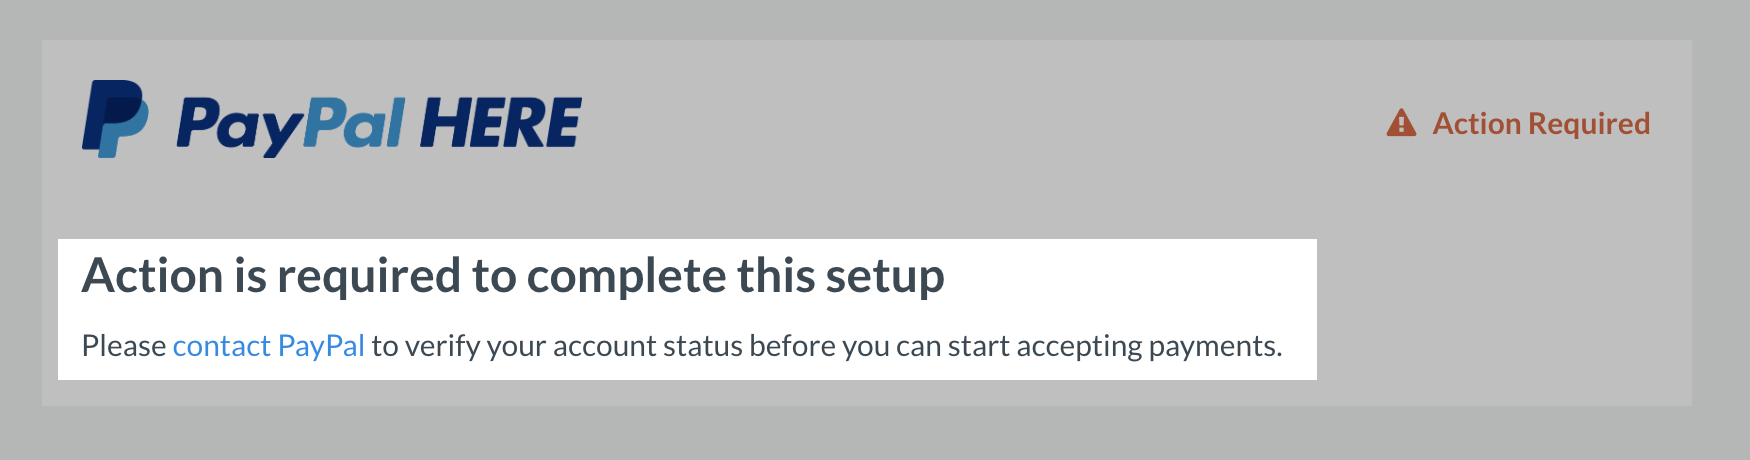 PayPal HERE
Action Required
Action is required to complete this setup
Please contact PayPal to verify your account status before you can start accepting payments.